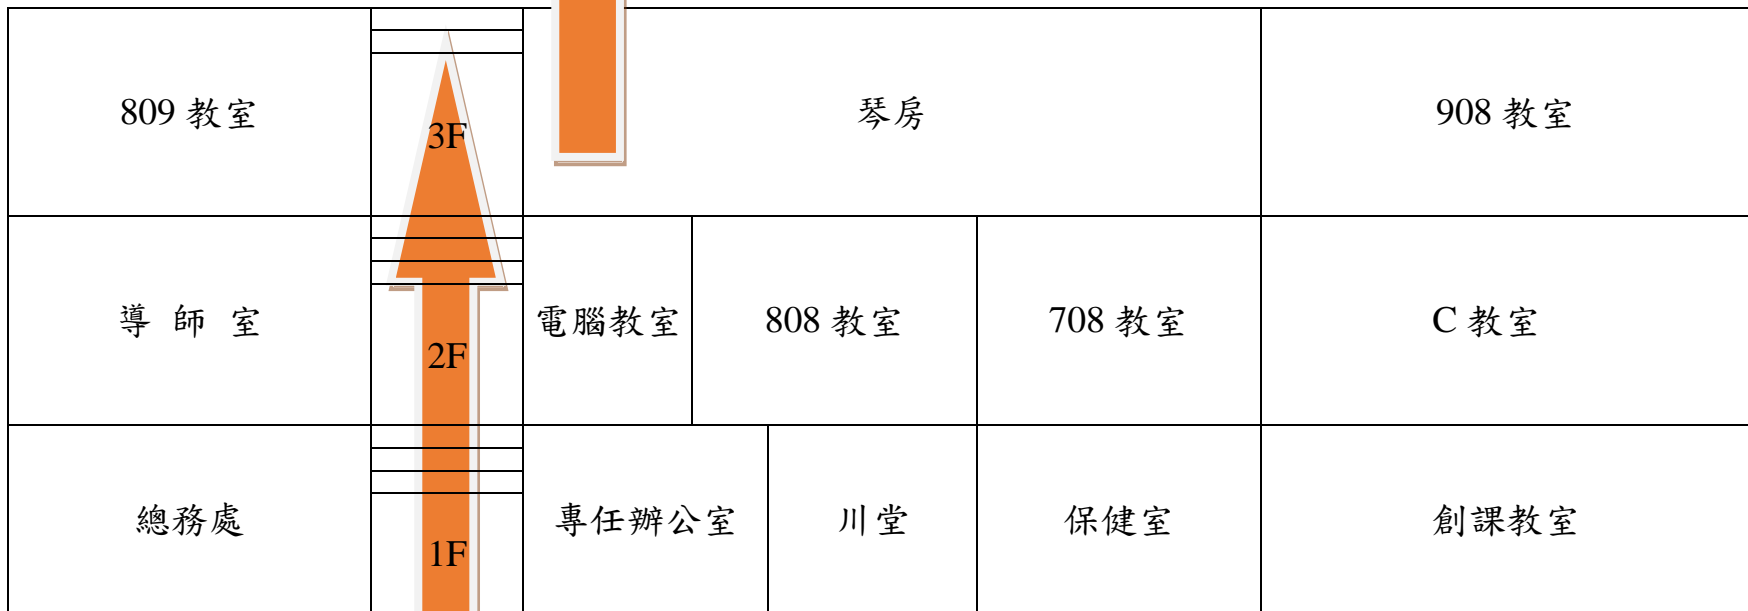 809 教室
3F
琴房
908 教室
導 師 室
2F
電腦教室
808 教室
708 教室
C 教室
總務處
1F
專任辦公室
川堂
保健室
創課教室